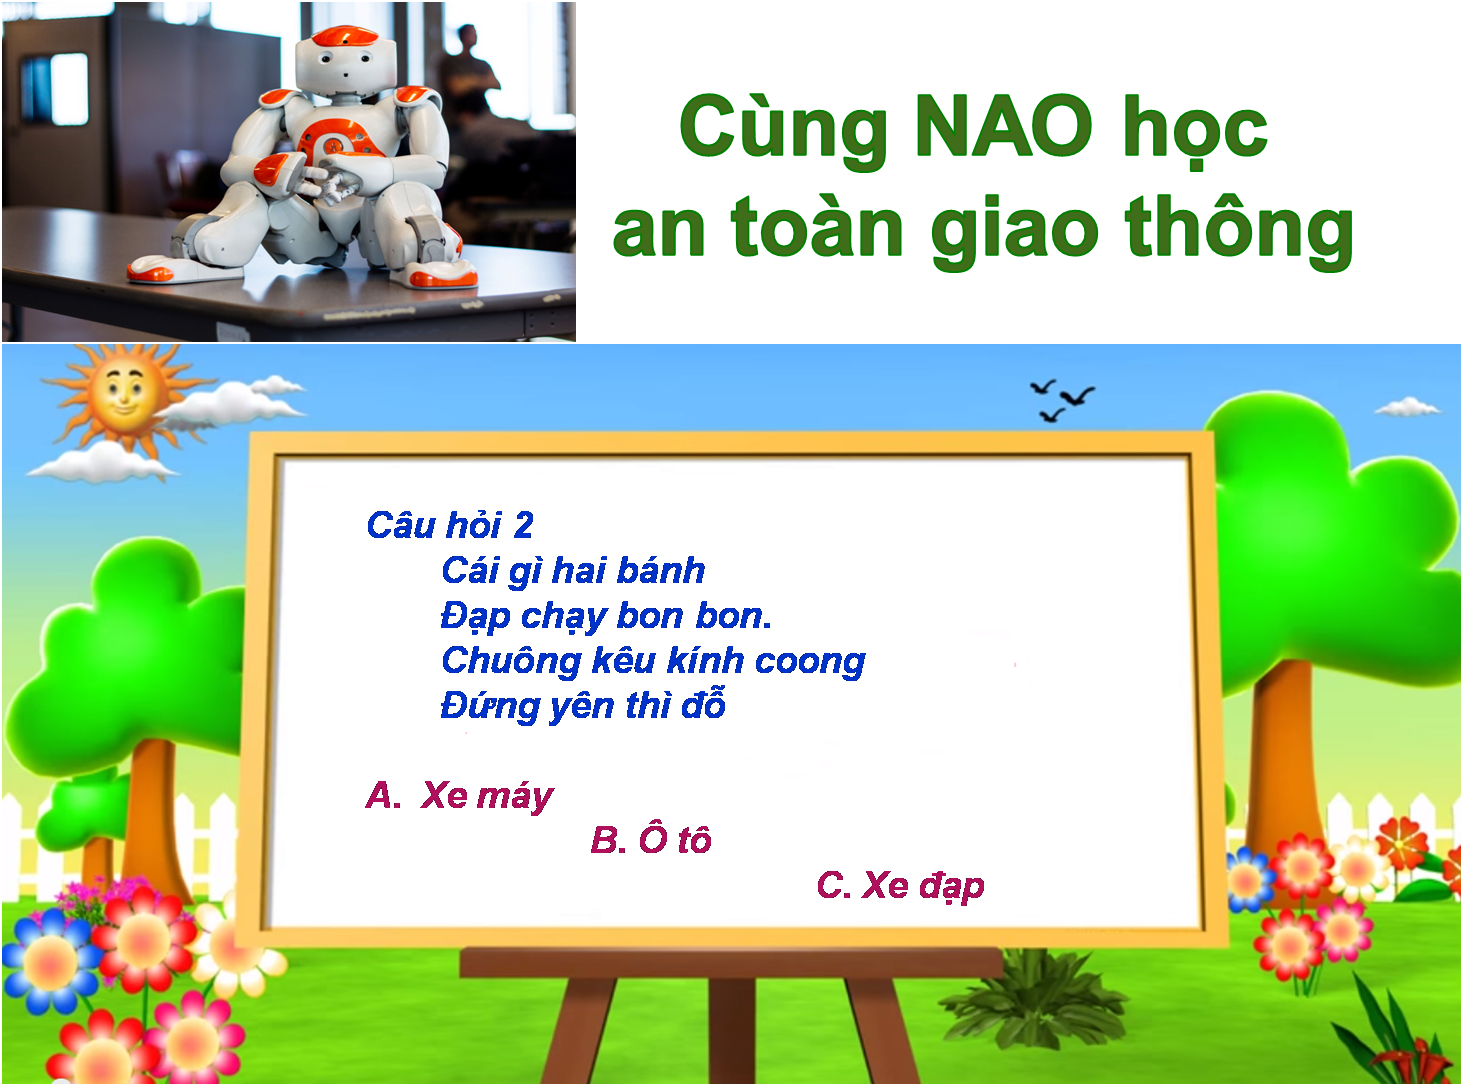 Cùng NAO học
an toàn giao thông
Câu hỏi 2
Cái gì hai bánh
Đạp chạy bon bon.
Chuông kêu kính coong
Đứng yên thì đỗ
A. Xe máy
B. Ô tô
C. Xe đạp